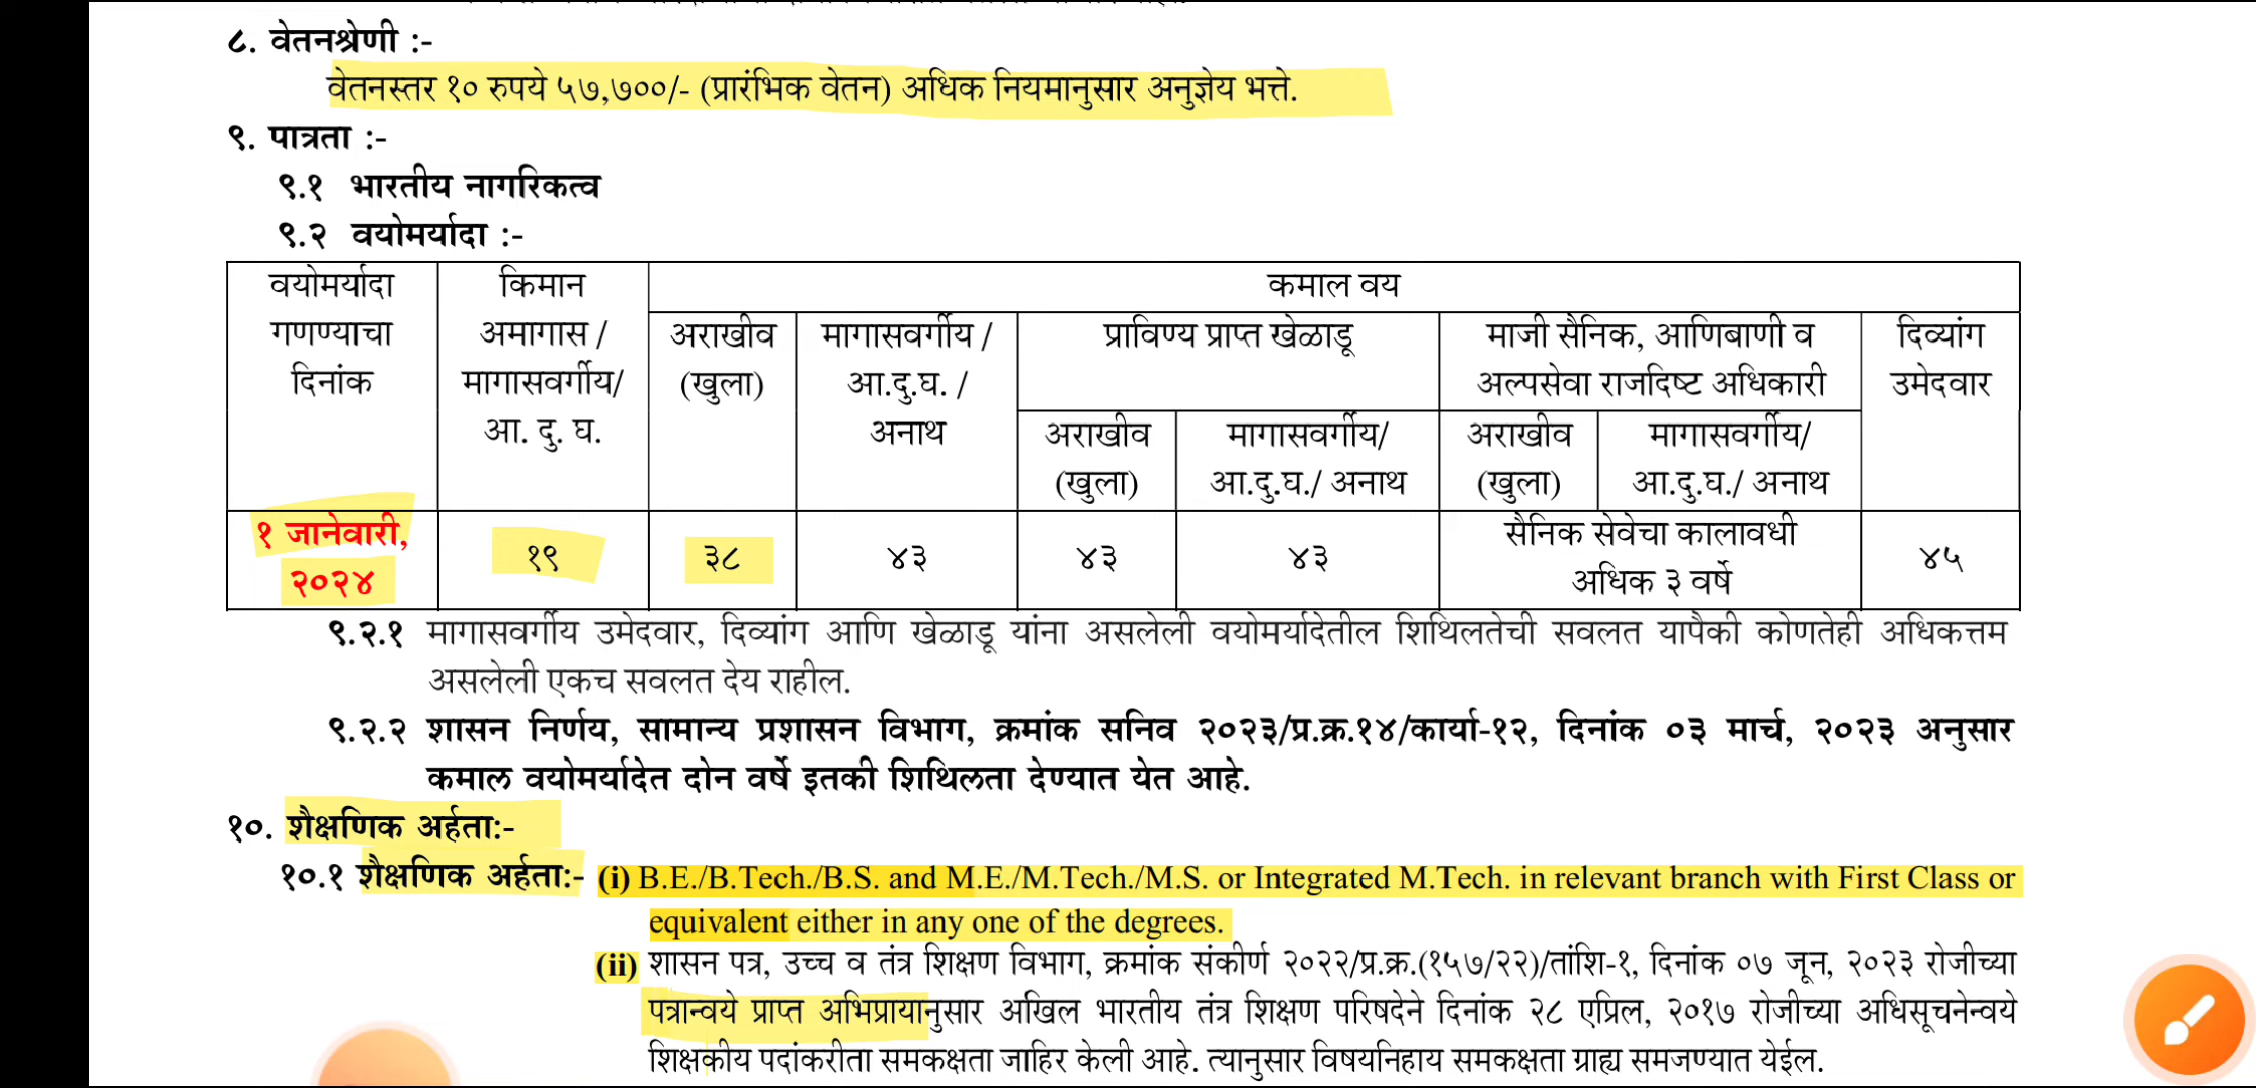 ८. वेतनश्रेणी :-
वेतनस्तर १० रुपये ५७,७००/- (प्रारंभिक वेतन) अधिक नियमानुसार अनुज्ञेय भत्ते.
९. पात्रता :-
९.१ भारतीय नागरिकत्व
९.२ वयोमर्यादा :-
वयोमर्यादा गणण्याचा दिनांक
किमान अमागास / मागासवर्गीय/ आ. दु. घ.
कमाल वय
अराखीव (खुला)
मागासवर्गीय / आ.दु.घ. / अनाथ
प्राविण्य प्राप्त खेळाडू
माजी सैनिक, आणिबाणी व अल्पसेवा राजदिष्ट अधिकारी
दिव्यांग उमेदवार
अराखीव (खुला)
मागासवर्गीय/ आ.दु.घ./ अनाथ
अराखीव (खुला)
मागासवर्गीय/ आ.दु.घ./ अनाथ
१ जानेवारी, २०२४
१९
३८
४३
४३
४३
सैनिक सेवेचा कालावधी अधिक ३ वर्षे
४५
९.२.१ मागासवर्गीय उमेदवार, दिव्यांग आणि खेळाडू यांना असलेली वयोमर्यादेतील शिथिलतेची सवलत यापैकी कोणतेही अधिकत्तम
असलेली एकच सवलत देय राहील.
९.२.२ शासन निर्णय, सामान्य प्रशासन विभाग, क्रमांक सनिव २०२३/प्र.क्र.१४/कार्या-१२, दिनांक ०३ मार्च, २०२३ अनुसार
कमाल वयोमर्यादेत दोन वर्षे इतकी शिथिलता देण्यात येत आहे.
१०. शैक्षणिक अर्हता:-
१०.१ शैक्षणिक अर्हता:- (i) B.E./B.Tech./B.S. and M.E./M.Tech./M.S. or Integrated M.Tech. in relevant branch with First Class or
equivalent either in any one of the degrees.
(ii) शासन पत्र, उच्च व तंत्र शिक्षण विभाग, क्रमांक संकीर्ण २०२२/प्र.क्र.(१५७/२२)/तांशि-१, दिनांक ०७ जून, २०२३ रोजीच्या
पत्रान्वये प्राप्त अभिप्रायानुसार अखिल भारतीय तंत्र शिक्षण परिषदेने दिनांक २८ एप्रिल, २०१७ रोजीच्या अधिसूचनेन्वये
शिक्षकीय पदांकरीता समकक्षता जाहिर केली आहे. त्यानुसार विषयनिहाय समकक्षता ग्राह्य समजण्यात येईल.